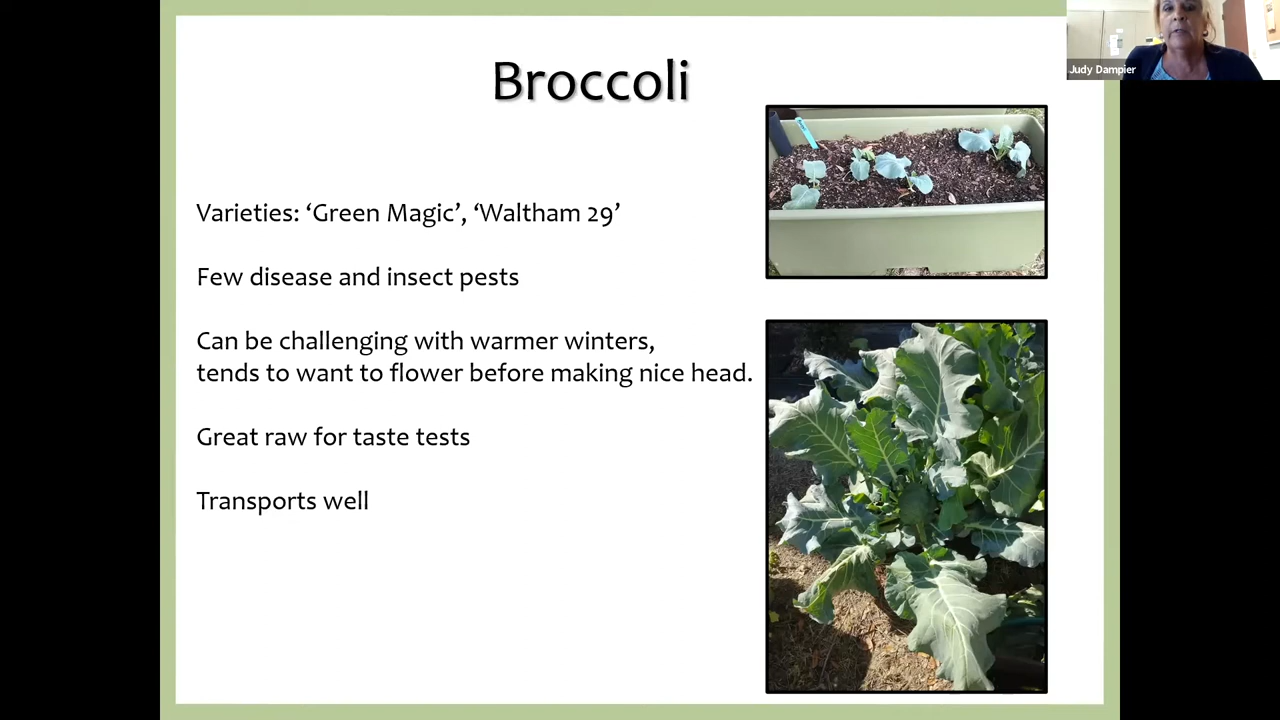 Broccoli
Judy Dampier
Varieties: ‘Green Magic’, ‘Waltham 29’
Few disease and insect pests
Can be challenging with warmer winters,
tends to want to flower before making nice head.
Great raw for taste tests
Transports well